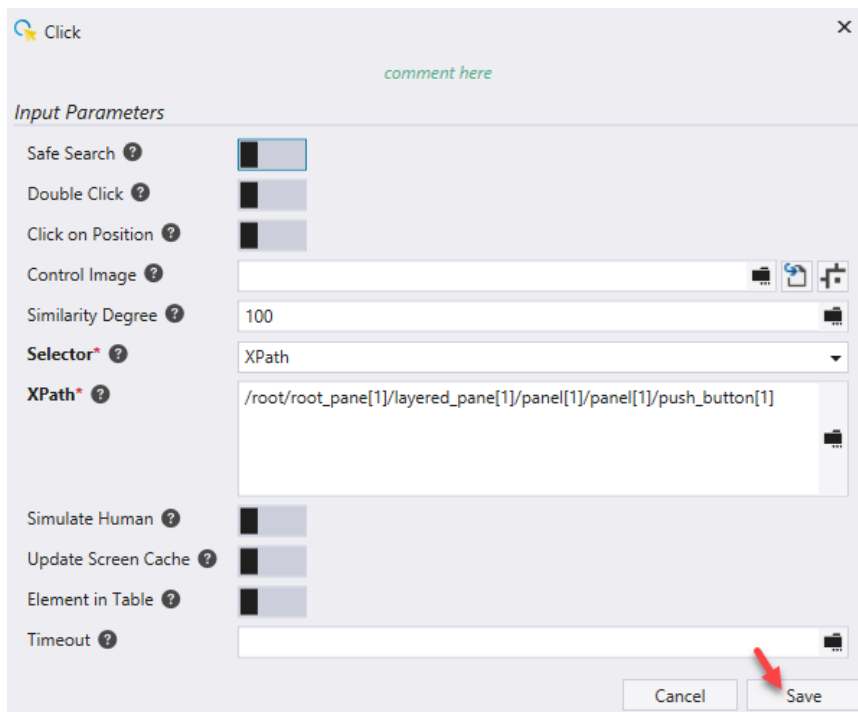 Click
comment here
Input Parameters
Safe Search ?
Double Click ?
Click on Position ?
Control Image ?
Similarity Degree ? 100
Selector* ? XPath
XPath* ? /root/root_pane[1]/layered_pane[1]/panel[1]/panel[1]/push_button[1]
Simulate Human ?
Update Screen Cache ?
Element in Table ?
Timeout ?
Cancel Save